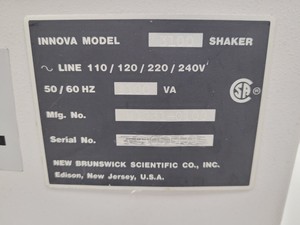 INNOVA MODEL SHAKER
∼ LINE 110/120/220/240V
50/60 HZ VA
Mfg. No.
Serial No.
NEW BRUNSWICK SCIENTIFIC CO., INC.
Edison, New Jersey, U.S.A.